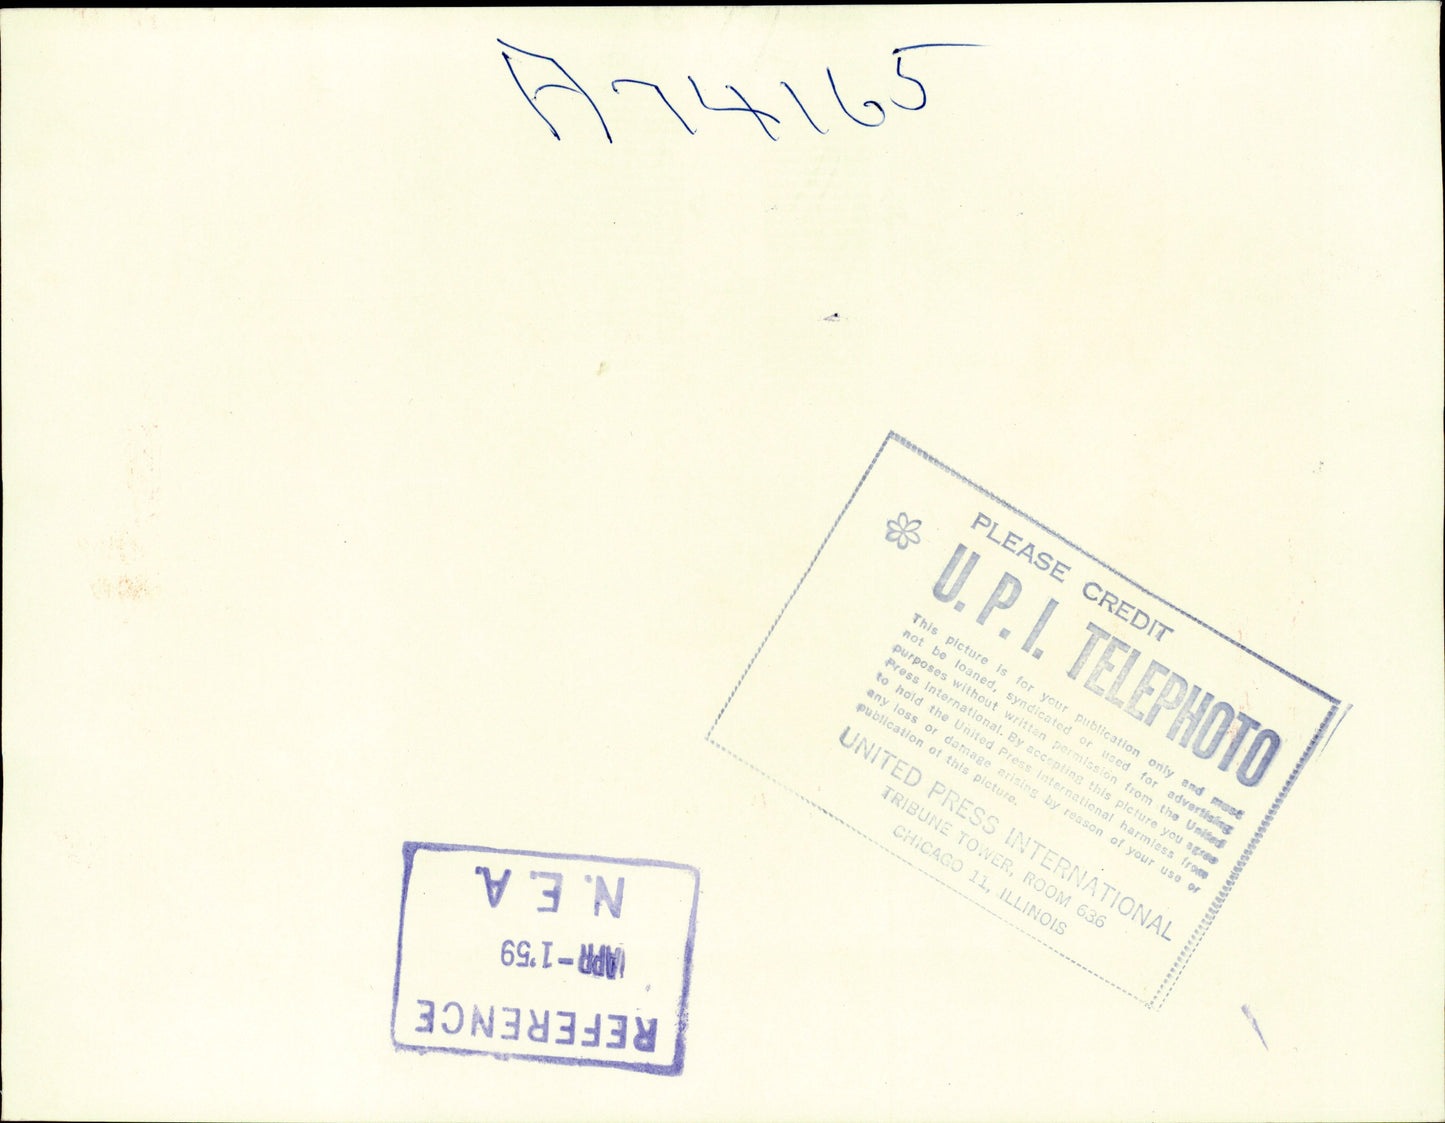 A74165
PLEASE CREDIT
U.P.I. TELEPHOTO
This picture is for your publication only and must
not be loaned, syndicated or used for advertising
purposes without written permission from the United
Press International. By accepting this picture you agree
to hold the United Press International harmless from
any loss or damage arising by reason of your use or
publication of this picture.
UNITED PRESS INTERNATIONAL
TRIBUNE TOWER, ROOM 636
CHICAGO 11, ILLINOIS
REFERENCE
APR-1'59
N.E.A.